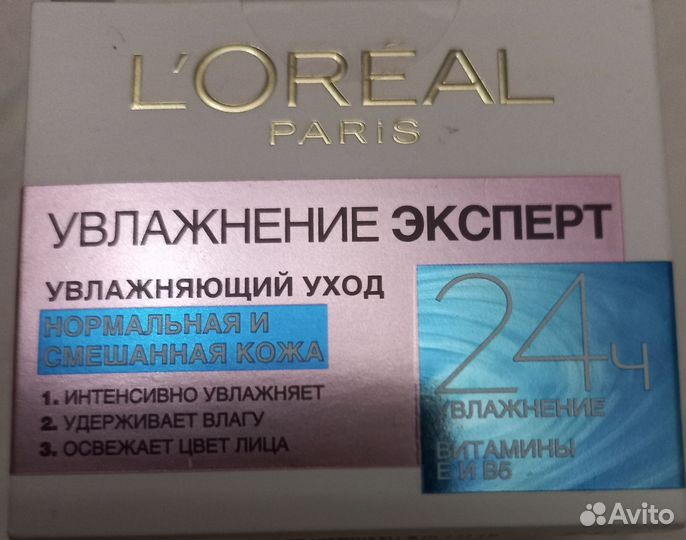 L'ORÉAL
PARIS
УВЛАЖНЕНИЕ ЭКСПЕРТ
УВЛАЖНЯЮЩИЙ УХОД
НОРМАЛЬНАЯ И
СМЕШАННАЯ КОЖА
1. ИНТЕНСИВНО УВЛАЖНЯЕТ
2. УДЕРЖИВАЕТ ВЛАГУ
3. ОСВЕЖАЕТ ЦВЕТ ЛИЦА
24ч
УВЛАЖНЕНИЕ
ВИТАМИНЫ
Е И В5
Avito